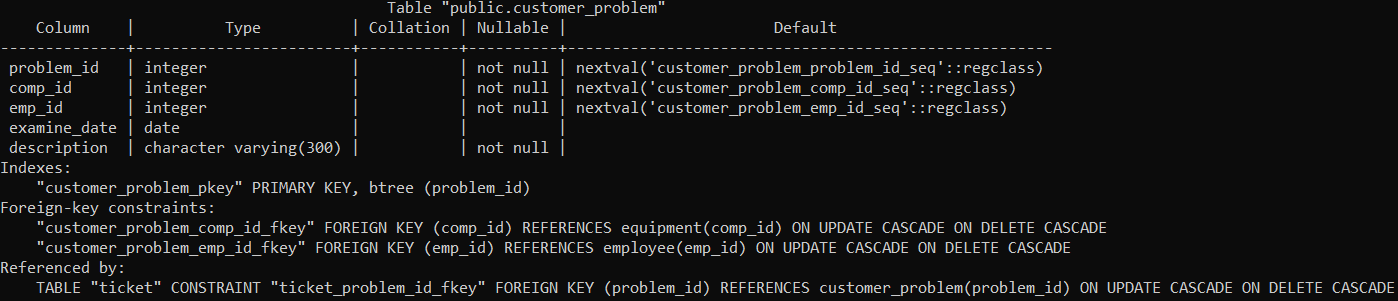 Table "public.customer_problem"
    Column    |          Type          | Collation | Nullable |                       Default
--------------+------------------------+-----------+----------+-----------------------------------------------------
 problem_id   | integer                |           | not null | nextval('customer_problem_problem_id_seq'::regclass)
 comp_id      | integer                |           | not null | nextval('customer_problem_comp_id_seq'::regclass)
 emp_id       | integer                |           | not null | nextval('customer_problem_emp_id_seq'::regclass)
 examine_date | date                   |           |          |
 description  | character varying(300) |           | not null |
Indexes:
    "customer_problem_pkey" PRIMARY KEY, btree (problem_id)
Foreign-key constraints:
    "customer_problem_comp_id_fkey" FOREIGN KEY (comp_id) REFERENCES equipment(comp_id) ON UPDATE CASCADE ON DELETE CASCADE
    "customer_problem_emp_id_fkey" FOREIGN KEY (emp_id) REFERENCES employee(emp_id) ON UPDATE CASCADE ON DELETE CASCADE
Referenced by:
    TABLE "ticket" CONSTRAINT "ticket_problem_id_fkey" FOREIGN KEY (problem_id) REFERENCES customer_problem(problem_id) ON UPDATE CASCADE ON DELETE CASCADE